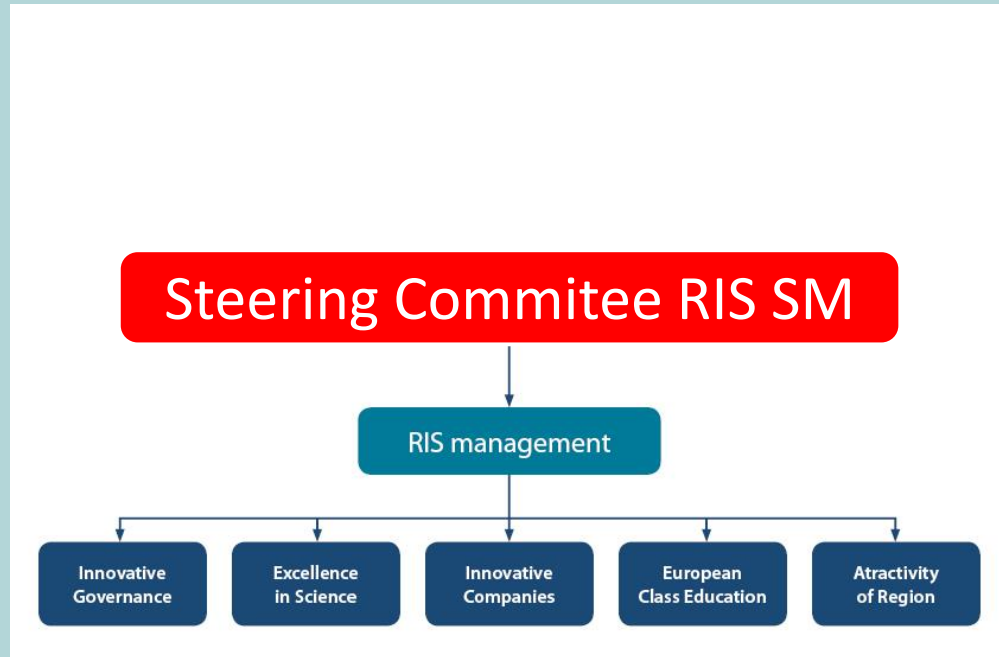 Steering Commitee RIS SM
RIS management
Innovative
Governance
Excellence
in Science
Innovative
Companies
European
Class Education
Atractivity
of Region